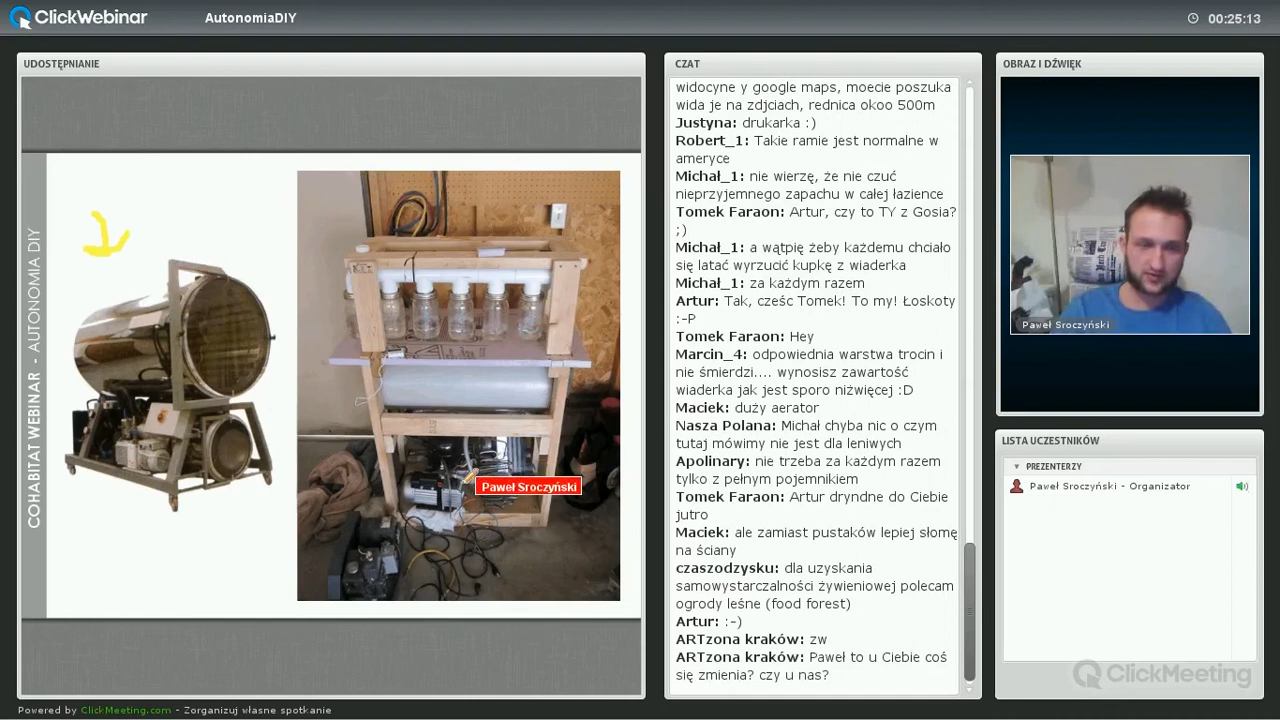 ClickWebinar
AutonomiaDIY
00:25:13
UDOSTĘPNIANIE
COHABITAT WEBINAR - AUTONOMIA DIY
Paweł Sroczyński
CZAT
widocyne y google maps, moecie poszuka
wida je na zdjciach, rednica okoo 500m
Justyna: drukarka :)
Robert_1: Takie ramie jest normalne w
ameryce
Michał_1: nie wierzę, że nie czuć
nieprzyjemnego zapachu w całej łazience
Tomek Faraon: Artur, czy to TY z Gosia?
;)
Michał_1: a wątpię żeby każdemu chciało
się latać wyrzucić kupkę z wiaderka
Michał_1: za każdym razem
Artur: Tak, cześc Tomek! To my! Łoskoty
:-P
Tomek Faraon: Hey
Marcin_4: odpowiednia warstwa trocin i
nie śmierdzi.... wynosisz zawartość
wiaderka jak jest sporo niżwięcej :D
Maciek: duży aerator
Nasza Polana: Michał chyba nic o czym
tutaj mówimy nie jest dla leniwych
Apolinary: nie trzeba za każdym razem
tylko z pełnym pojemnikiem
Tomek Faraon: Artur dryndne do Ciebie
jutro
Maciek: ale zamiast pustaków lepiej słomę
na ściany
czaszodzysku: dla uzyskania
samowystarczalności żywieniowej polecam
ogrody leśne (food forest)
Artur: :-)
ARTzona kraków: zw
ARTzona kraków: Paweł to u Ciebie coś
się zmienia? czy u nas?
OBRAZ I DŹWIĘK
Paweł Sroczyński
LISTA UCZESTNIKÓW
PREZENTERZY
Paweł Sroczyński - Organizator
ClickMeeting
Powered by ClickMeeting.com - Zorganizuj własne spotkanie